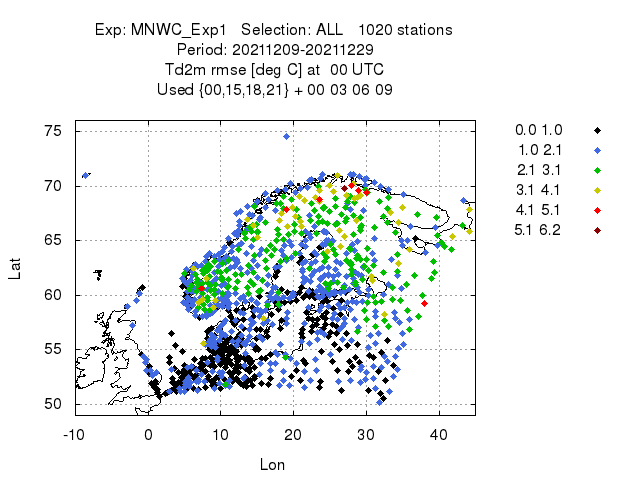 Exp: MNWC_Exp1 Selection: ALL 1020 stations
Period: 20211209-20211229
Td2m rmse [deg C] at 00 UTC
Used {00,15,18,21} + 00 03 06 09
0.0 1.0
1.0 2.1
2.1 3.1
3.1 4.1
4.1 5.1
5.1 6.2
75
70
65
60
55
50
Lat
-10 0 10 20 30 40
Lon